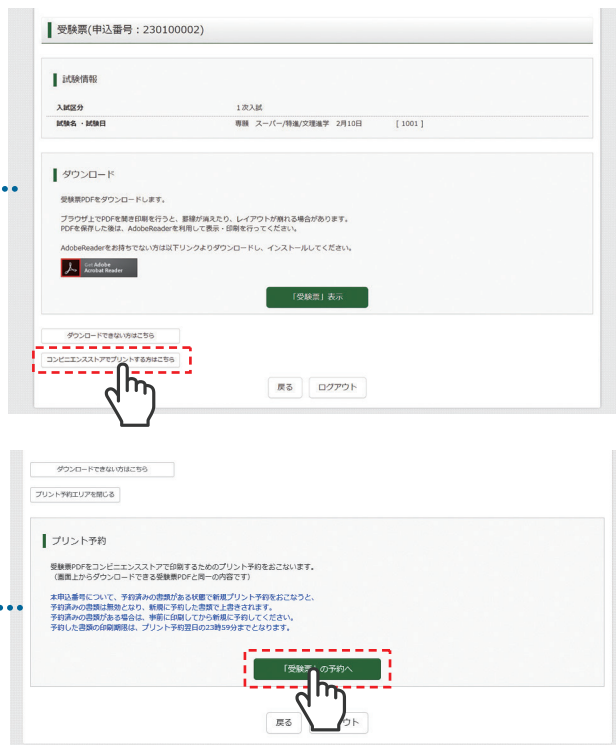 受験票(申込番号：230100002)
試験情報
入試区分 1次入試
試験名・試験日 専願 スーパー/特進/文理進学 2月10日 [ 1001 ]
ダウンロード
受験票PDFをダウンロードします。
ブラウザ上でPDFを開き印刷を行うと、罫線が消えたり、レイアウトが崩れる場合があります。
PDFを保存した後は、AdobeReaderを利用して表示・印刷を行ってください。
AdobeReaderをお持ちでない方は以下リンクよりダウンロードし、インストールしてください。
Get Adobe
Acrobat Reader
「受験票」表示
ダウンロードできない方はこちら
コンビニエンスストアでプリントする方はこちら
戻る ログアウト
ダウンロードできない方はこちら
プリント予約エリアを閉じる
プリント予約
受験票PDFをコンビニエンスストアで印刷するためのプリント予約をおこないます。
（画面上からダウンロードできる受験票PDFと同一の内容です）
本申込番号について、予約済みの書類がある状態で新規プリント予約をおこなうと、
予約済みの書類は無効となり、新規に予約した書類で上書きされます。
予約済みの書類がある場合は、事前に印刷してから新規に予約してください。
予約した書類の印刷期限は、プリント予約翌日の23時59分までとなります。
「受験票」の予約へ
戻る ウト